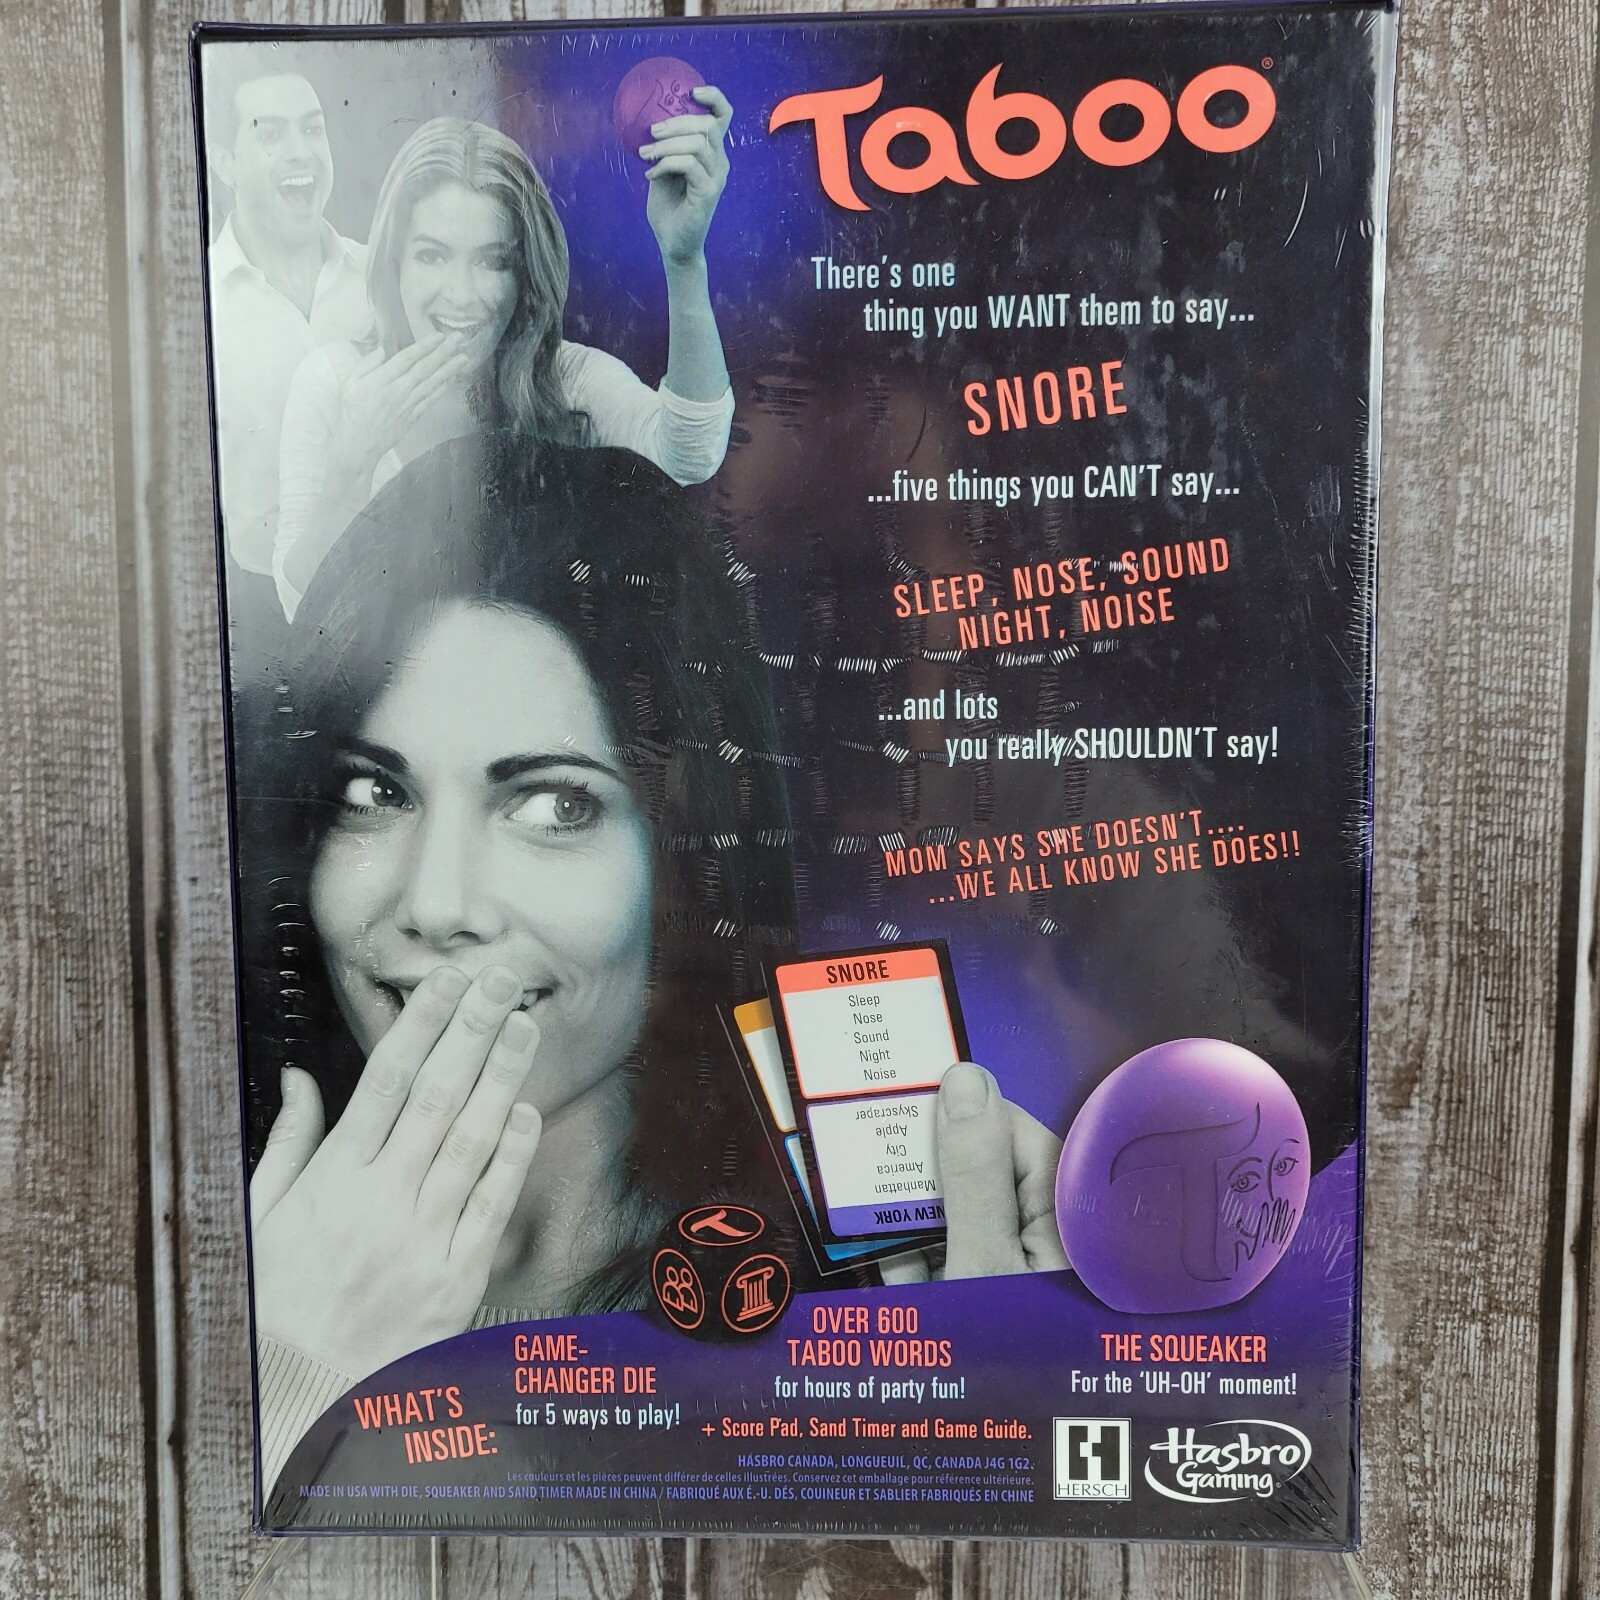 Taboo®
There's one
thing you WANT them to say...
SNORE
...five things you CAN'T say...
SLEEP, NOSE, SOUND
NIGHT, NOISE
...and lots
you really SHOULDN'T say!
MOM SAYS SHE DOESN'T....
...WE ALL KNOW SHE DOES!!
SNORE
Sleep
Nose
Sound
Night
Noise
Skyscraper
Apple
City
America
Manhattan
NEW YORK
T
WHAT'S
INSIDE:
GAME-
CHANGER DIE
for 5 ways to play!
OVER 600
TABOO WORDS
for hours of party fun!
THE SQUEAKER
For the 'UH-OH' moment!
+ Score Pad, Sand Timer and Game Guide.
HASBRO CANADA, LONGUEUIL, QC, CANADA J4G 1G2.
Les couleurs et les pièces peuvent différer de celles illustrées. Conservez cet emballage pour référence ultérieure.
MADE IN USA WITH DIE, SQUEAKER AND SAND TIMER MADE IN CHINA / FABRIQUÉ AUX É.-U. DÉS, COUINEUR ET SABLIER FABRIQUÉS EN CHINE
HERSCH
Hasbro
Gaming